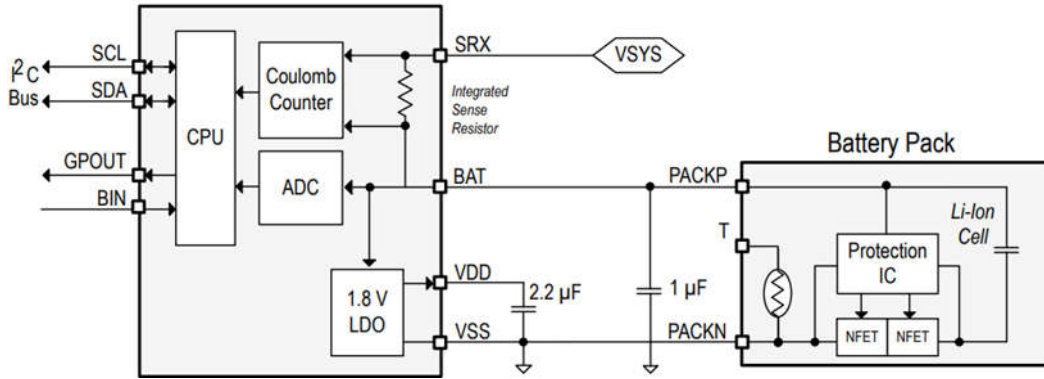 SCL
I²C
Bus
SDA
GPOUT
BIN
CPU
Coulomb
Counter
ADC
1.8 V
LDO
SRX
VSYS
Integrated
Sense
Resistor
BAT
VDD
2.2 µF
VSS
1 µF
Battery Pack
PACKP
T
PACKN
Li-Ion
Cell
Protection
IC
NFET
NFET